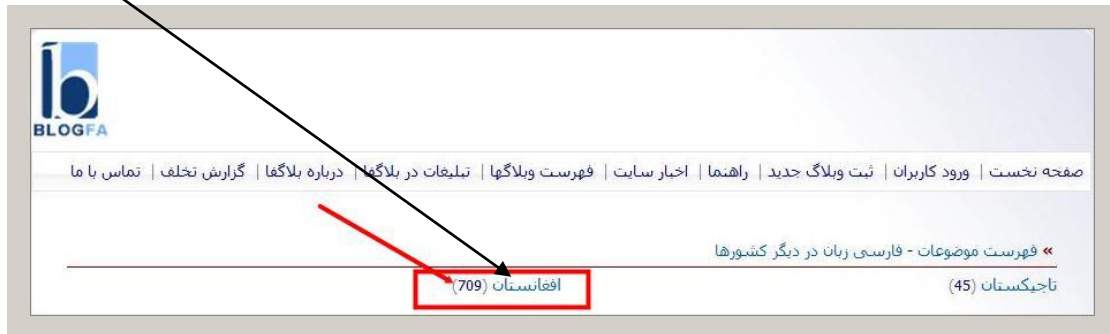 BLOGFA
صفحه نخست | ورود کاربران | ثبت وبلاگ جدید | راهنما | اخبار سایت | فهرست وبلاگها | تبلیغات در بلاگفا | درباره بلاگفا | گزارش تخلف | تماس با ما
» فهرست موضوعات - فارسی زبان در دیگر کشورها
تاجیکستان (45) افغانستان (709)